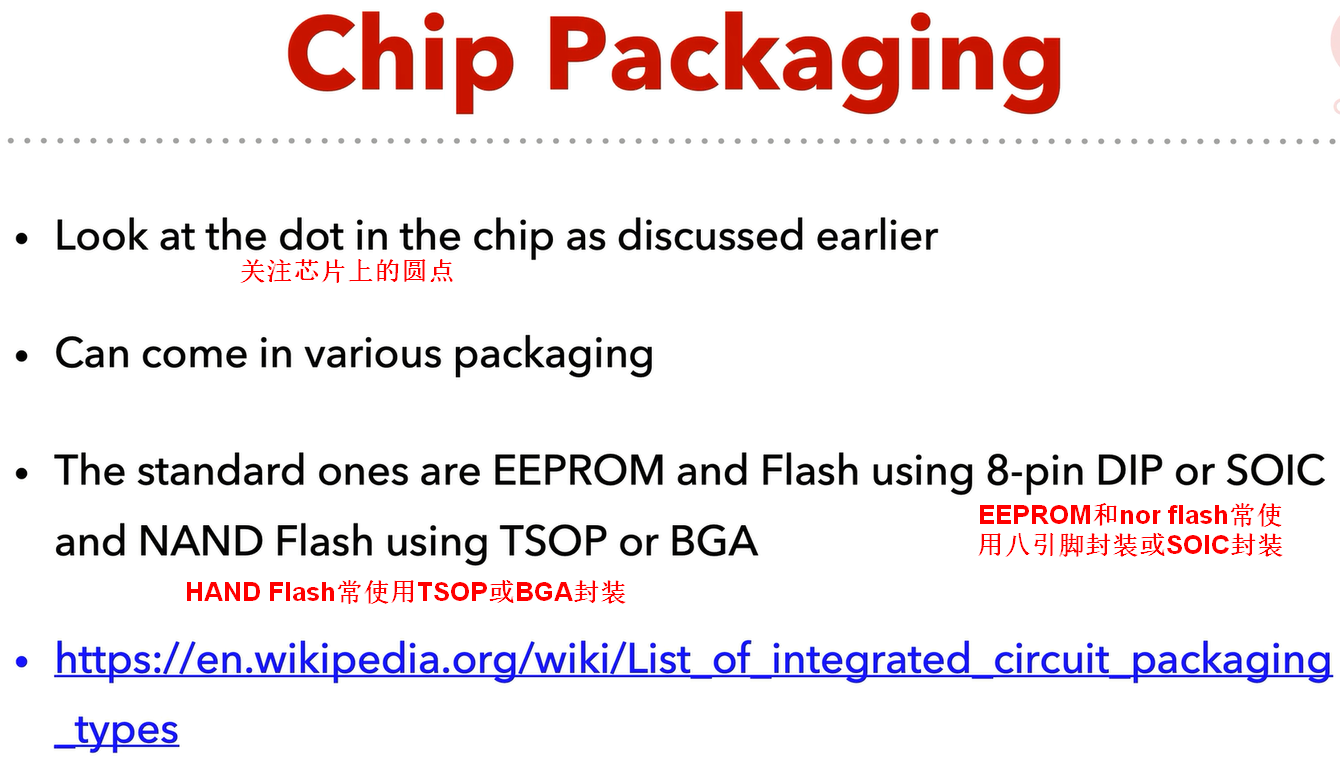 Chip Packaging
• Look at the dot in the chip as discussed earlier
关注芯片上的圆点
• Can come in various packaging
• The standard ones are EEPROM and Flash using 8-pin DIP or SOIC
and NAND Flash using TSOP or BGA
EEPROM和nor flash常使
用八引脚封装或SOIC封装
HAND Flash常使用TSOP或BGA封装
• https://en.wikipedia.org/wiki/List_of_integrated_circuit_packaging
_types